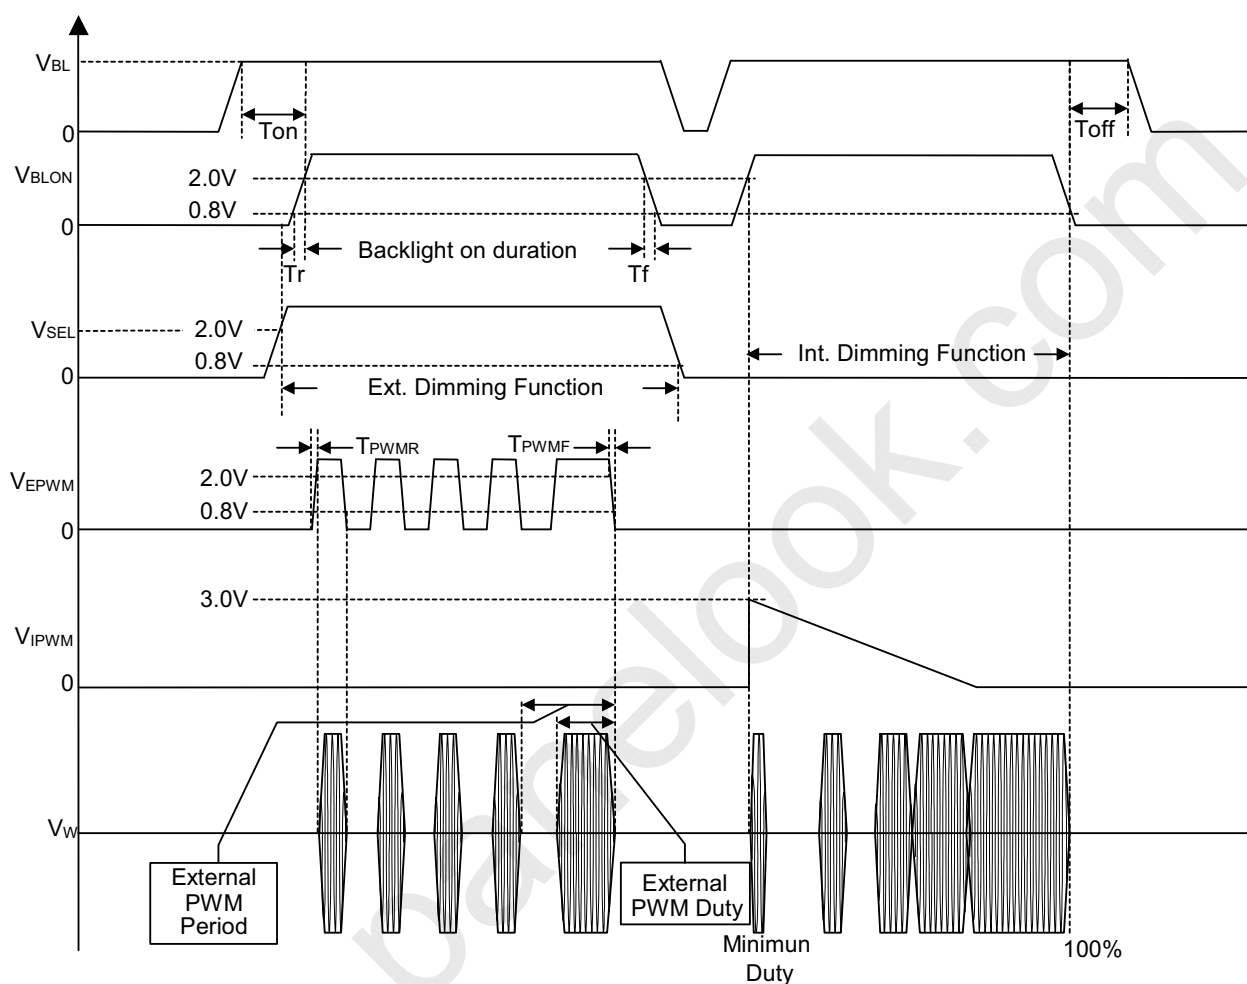 VBL
0
Ton
Toff
VBLON
2.0V
0.8V
0
Tr
Backlight on duration
Tf
VSEL
2.0V
0.8V
0
Int. Dimming Function
Ext. Dimming Function
TPWMR
TPWMF
VEPWM
2.0V
0.8V
0
3.0V
VIPWM
0
VW
External
PWM
Period
External
PWM Duty
Minimun
Duty
100%
panelook.com